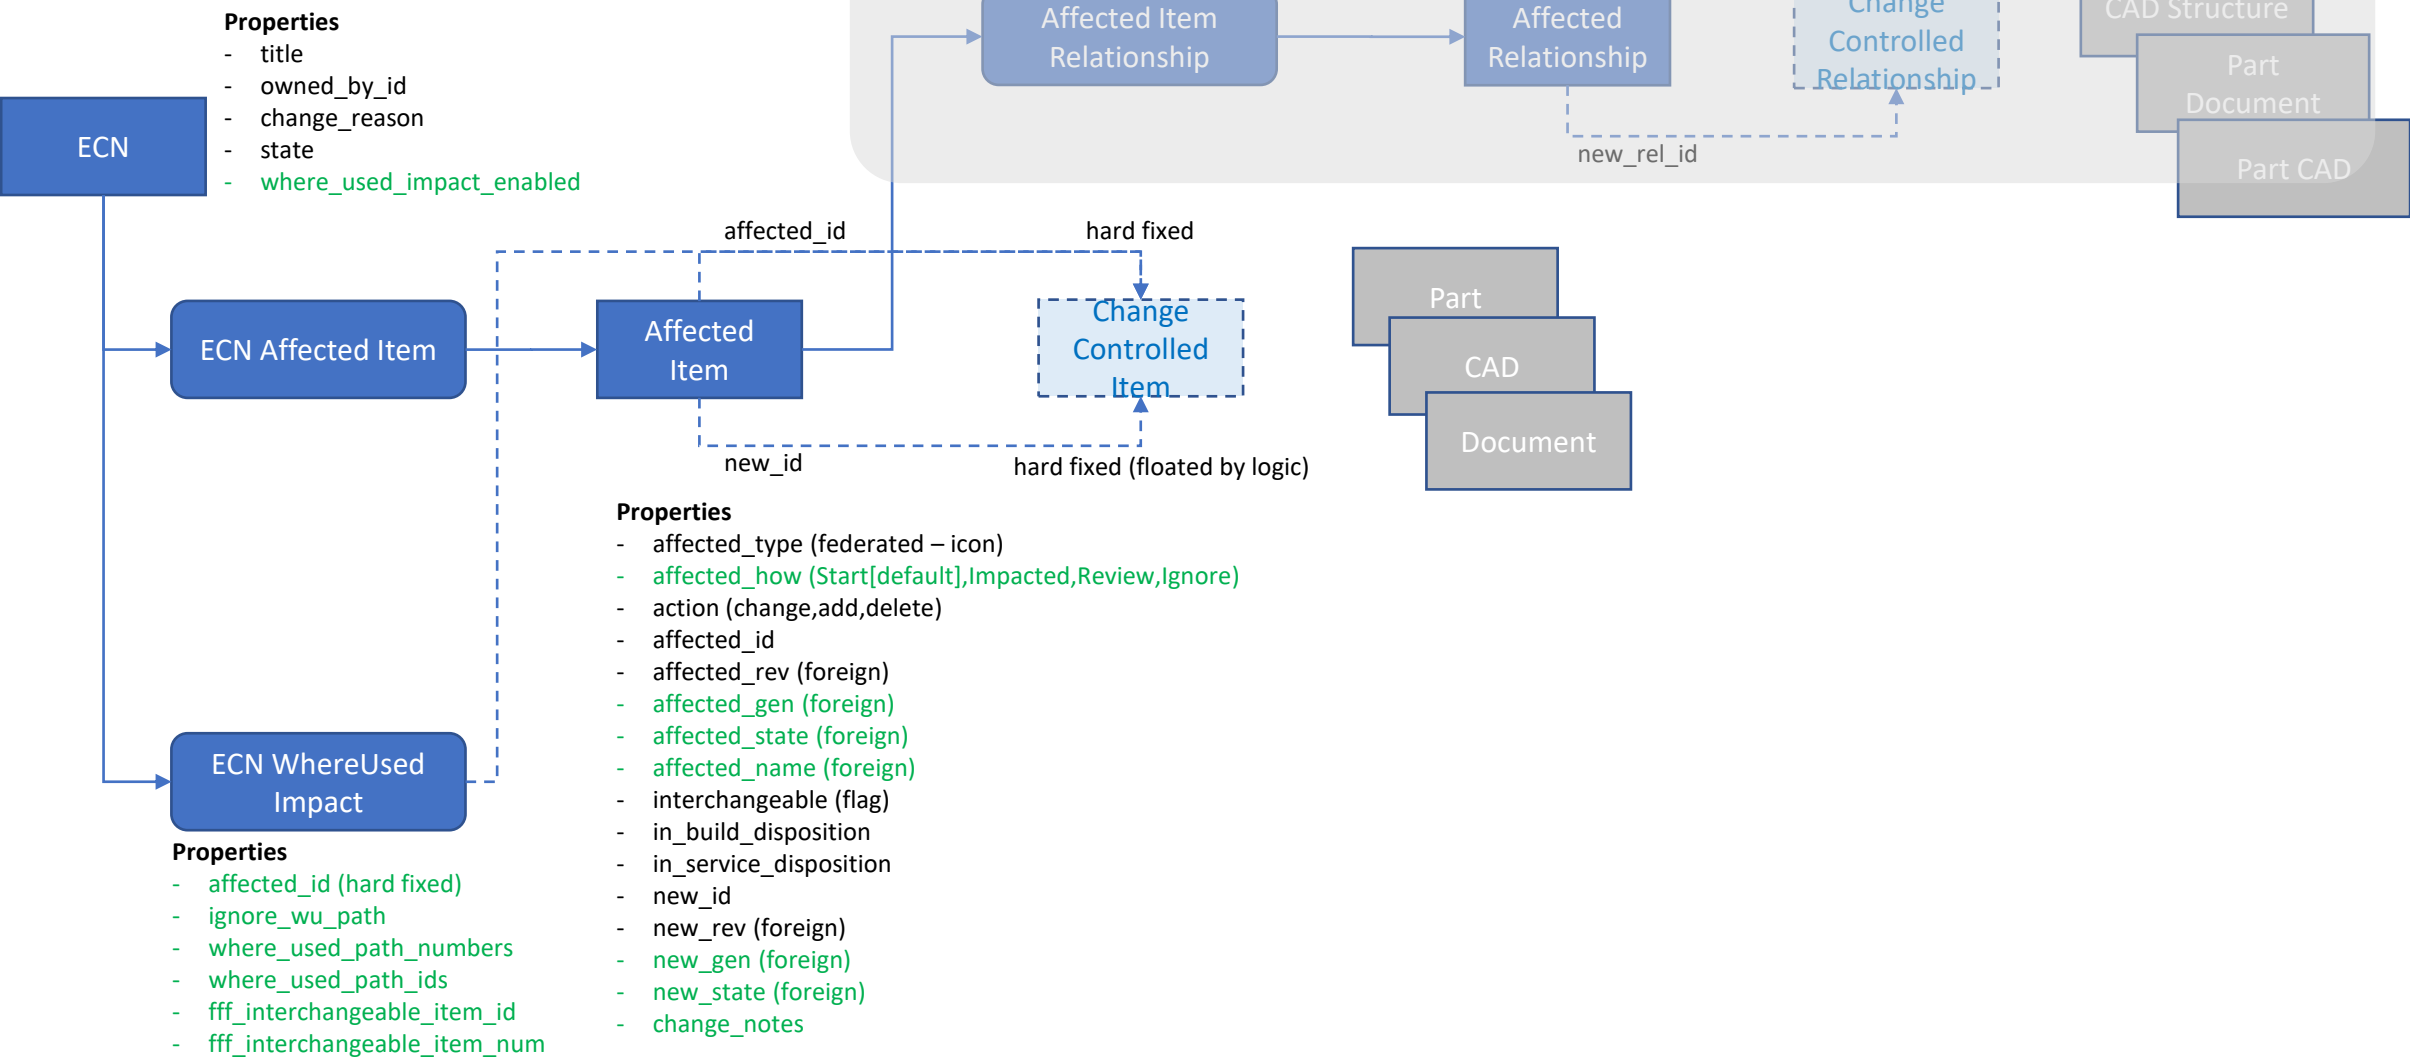 Properties
- title
- owned_by_id
- change_reason
- state
- where_used_impact_enabled
ECN
Affected Item
Relationship
Affected
Relationship
Change
Controlled
Relationship
new_rel_id
CAD Structure
Part
Document
Part CAD
affected_id
hard fixed
ECN Affected Item
Affected
Item
Change
Controlled
Item
Part
CAD
Document
new_id
hard fixed (floated by logic)
Properties
- affected_type (federated – icon)
- affected_how (Start[default],Impacted,Review,Ignore)
- action (change,add,delete)
- affected_id
- affected_rev (foreign)
- affected_gen (foreign)
- affected_state (foreign)
- affected_name (foreign)
- interchangeable (flag)
- in_build_disposition
- in_service_disposition
- new_id
- new_rev (foreign)
- new_gen (foreign)
- new_state (foreign)
- change_notes
ECN WhereUsed
Impact
Properties
- affected_id (hard fixed)
- ignore_wu_path
- where_used_path_numbers
- where_used_path_ids
- fff_interchangeable_item_id
- fff_interchangeable_item_num